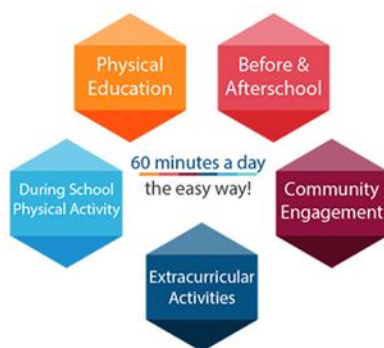 Physical
Education
Before &
Afterschool
60 minutes a day
the easy way!
During School
Physical Activity
Community
Engagement
Extracurricular
Activities